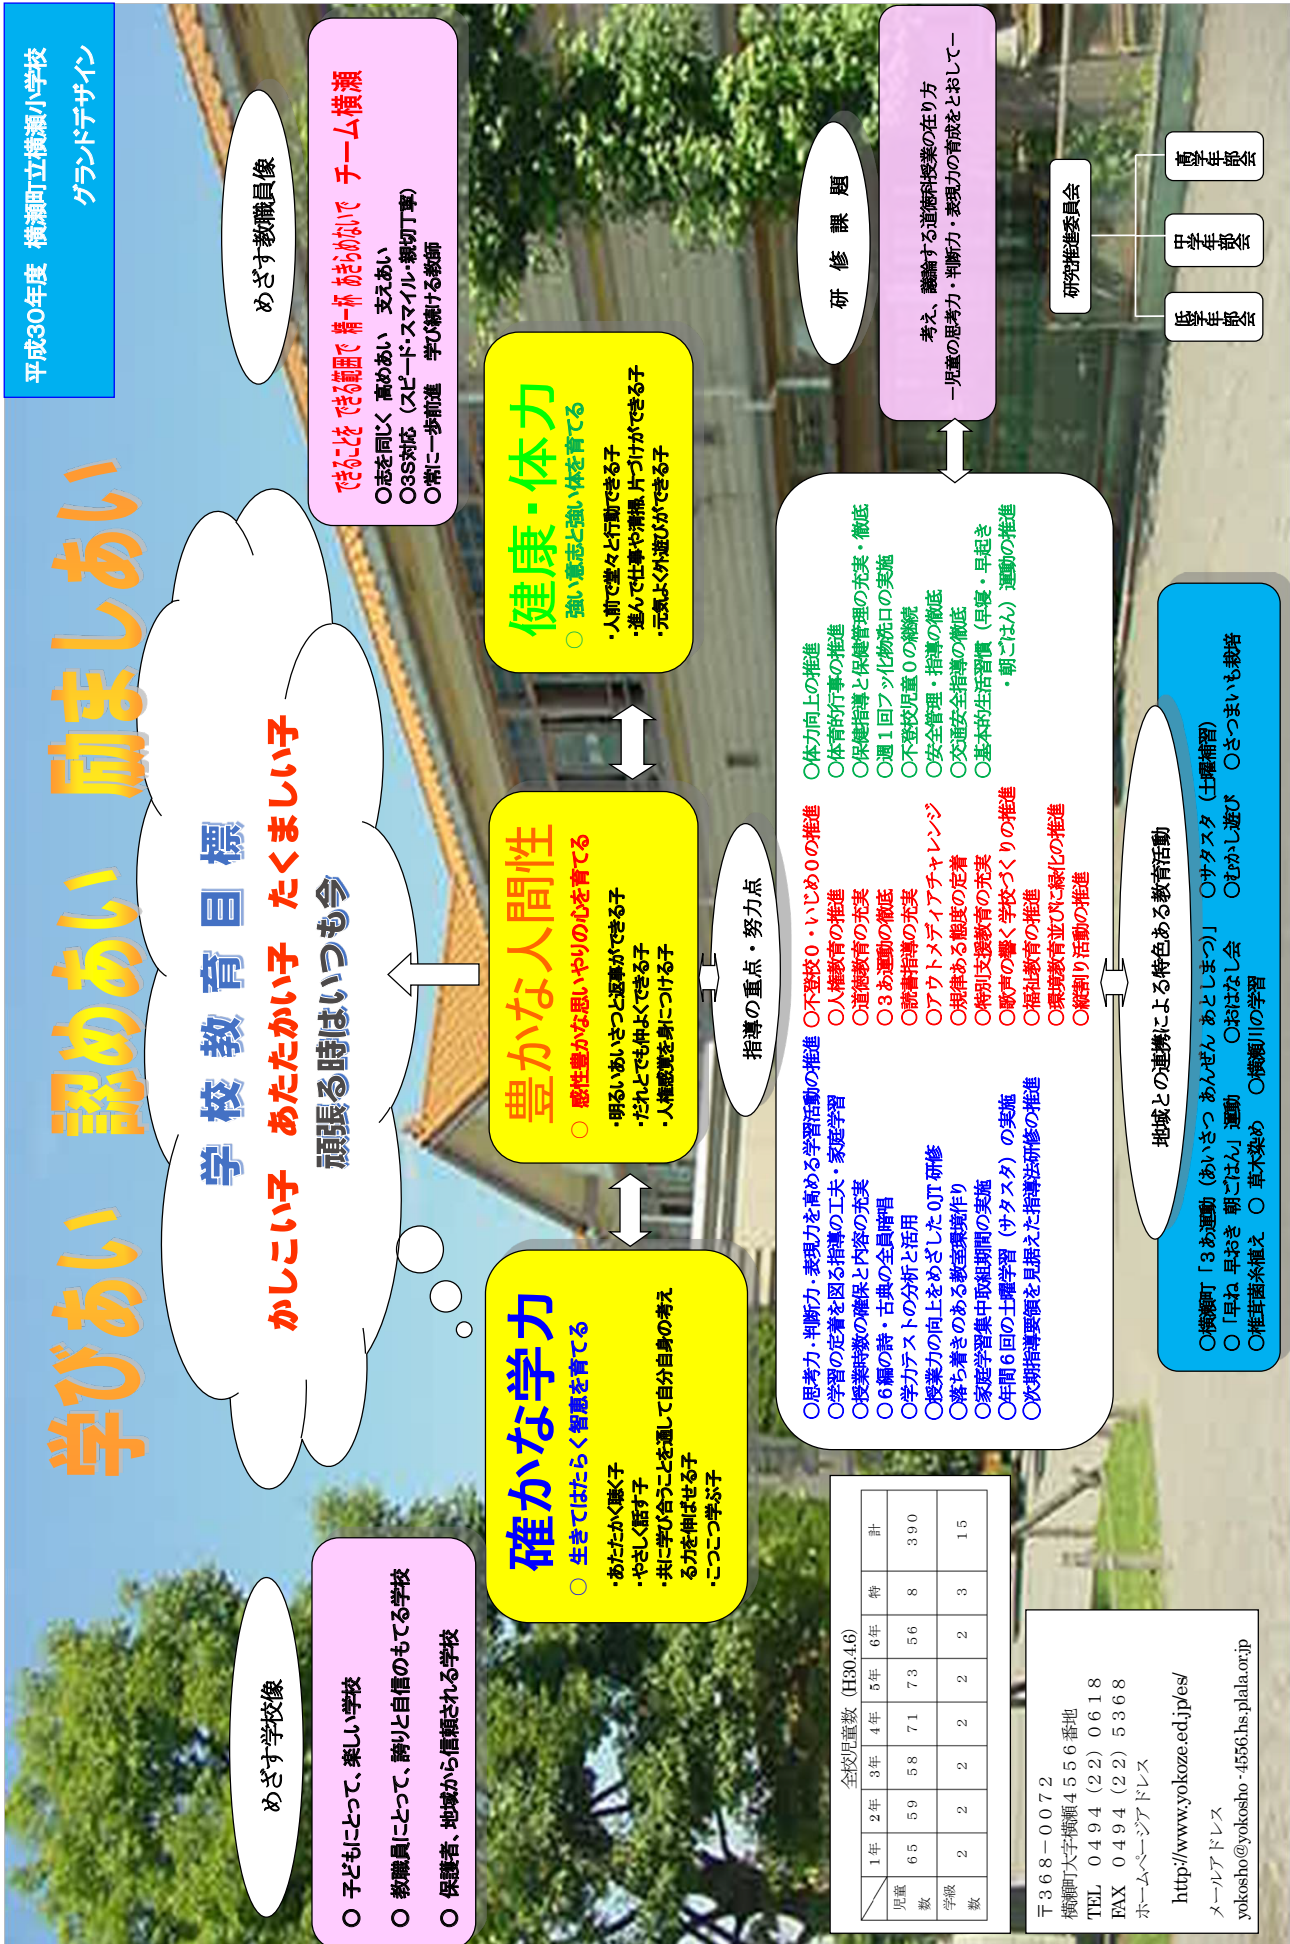 平成30年度 横瀬町立横瀬小学校
グランドデザイン
学びあい 認めあい 励ましあい
学校教育目標
かしこい子 あたたかい子 たくましい子
頑張る時はいつも今
めざす学校像
○ 子どもにとって、楽しい学校
○ 教職員にとって、誇りと自信のもてる学校
○ 保護者、地域から信頼される学校
めざす教職員像
できることを できる範囲で 精一杯 あきらめないで チーム横瀬
○志を同じく 高めあい 支えあい
○3S対応 (スピード・スマイル・親切丁寧)
○常に一歩前進 学び続ける教師
確かな学力
○ 生きてはたらく智恵を育てる
・あたたかく聴く子
・やさしく話す子
・共に学び合うことを通して自分自身の考え
る力を伸ばせる子
・こつこつ学ぶ子
豊かな人間性
○ 感性豊かな思いやりの心を育てる
・明るいあいさつと返事ができる子
・だれとでも仲よくできる子
・人権感覚を身につける子
健康・体力
○ 強い意志と強い体を育てる
・人前で堂々と行動できる子
・進んで仕事や清掃、片づけができる子
・元気よく外遊びができる子
指導の重点・努力点
○思考力・判断力・表現力を高める学習活動の推進
○学習の定着を図る指導の工夫・家庭学習
○授業時数の確保と内容の充実
○6編の詩・古典の全員暗唱
○学力テストの分析と活用
○授業力の向上をめざしたOJT研修
○落ち着きのある教室環境作り
○家庭学習集中取組期間の実施
○年間6回の土曜学習(サタスタ)の実施
○次期指導要領を見据えた指導法研修の推進
○不登校0・いじめ0の推進
○人権教育の推進
○道徳教育の充実
○3あ運動の徹底
○読書指導の充実
○アウトメディアチャレンジ
○規律ある態度の定着
○特別支援教育の充実
○歌声の響く学校づくりの推進
○福祉教育の推進
○環境教育並びに緑化の推進
○縦割り活動の推進
○体力向上の推進
○体育的行事の推進
○保健指導と保健管理の充実・徹底
○週1回フッ化物洗口の実施
○不登校児童0の継続
○安全管理・指導の徹底
○交通安全指導の徹底
○基本的生活習慣(早寝・早起き
・朝ごはん)運動の推進
研 修 課 題
考え、議論する道徳科授業の在り方
―児童の思考力・判断力・表現力の育成をとおして―
研究推進委員会
低学年部会
中学年部会
高学年部会
地域との連携による特色ある教育活動
○横瀬町「3あ運動(あいさつ あんぜん あとしまつ)」 ○サタスタ(土曜補習)
○「早ね 早おき 朝ごはん」運動 ○おはなし会 ○むかし遊び ○さつまいも栽培
○椎茸菌糸植え ○ 草木染め ○横瀬川の学習
全校児童数(H30.4.6)
1年 2年 3年 4年 5年 6年 特 計
児童数 65 59 58 71 73 56 8 390
学級数 2 2 2 2 2 2 3 15
〒368-0072
横瀬町大字横瀬4556番地
TEL 0494(22)0618
FAX 0494(22)5368
ホームページアドレス
http://www.yokoze.ed.jp/es/
メールアドレス
yokosho@yokosho-4556.hs.plala.or.jp